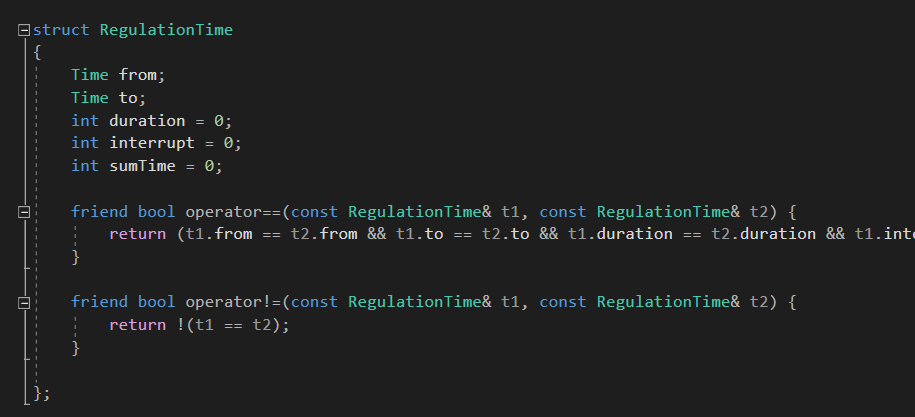 struct RegulationTime
{
Time from;
Time to;
int duration = 0;
int interrupt = 0;
int sumTime = 0;
friend bool operator==(const RegulationTime& t1, const RegulationTime& t2) {
return (t1.from == t2.from && t1.to == t2.to && t1.duration == t2.duration && t1.inte
}
friend bool operator!=(const RegulationTime& t1, const RegulationTime& t2) {
return !(t1 == t2);
}
};